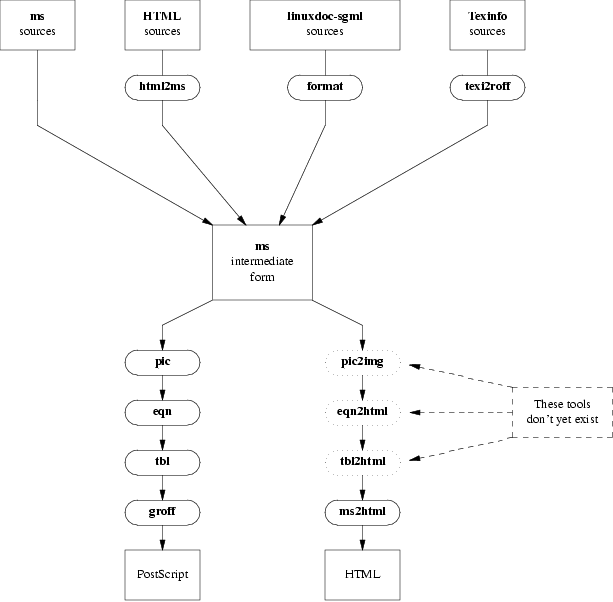 ms
sources
HTML
sources
linuxdoc-sgml
sources
Texinfo
sources
html2ms
format
texi2roff
ms
intermediate
form
pic
pic2img
These tools
don't yet exist
eqn
eqn2html
tbl
tbl2html
groff
ms2html
PostScript
HTML